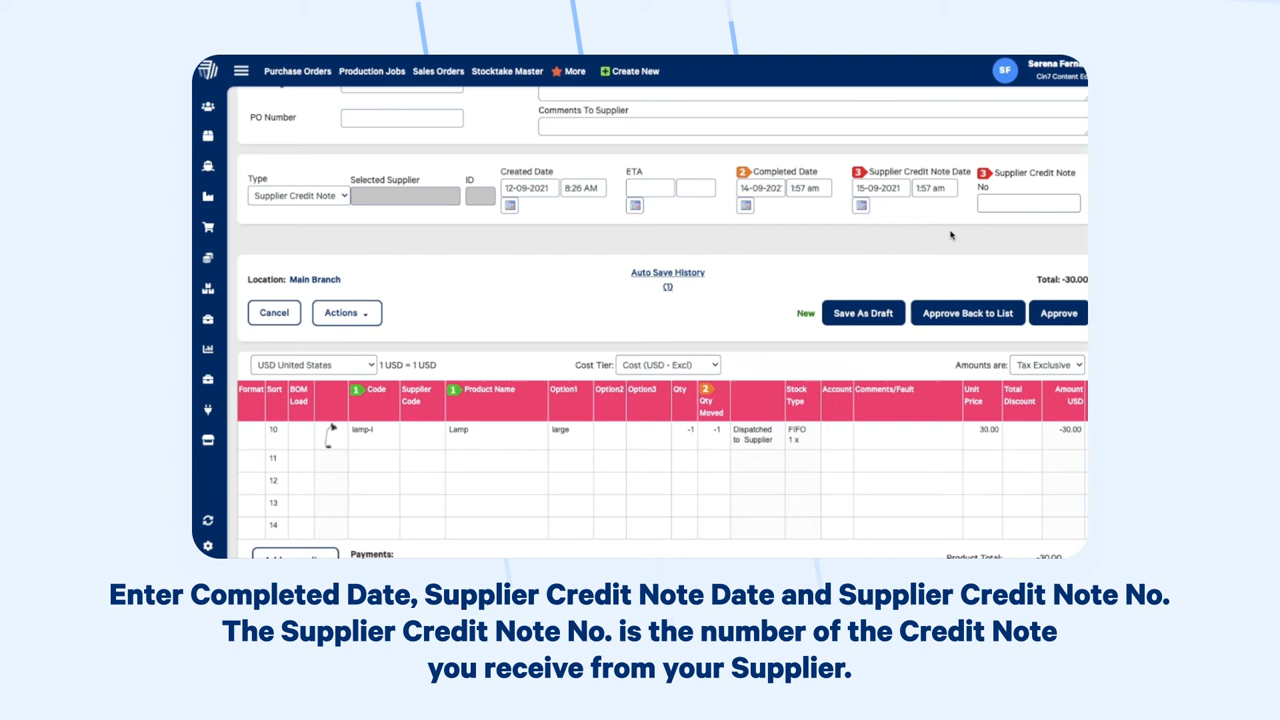 Purchase Orders Production Jobs Sales Orders Stocktake Master More Create New
SF
Cin7 Content
PO Number
Comments To Supplier
Type
Supplier Credit Note
Selected Supplier
ID
Created Date
12-09-2021 8:26 AM
ETA
2 Completed Date
14-09-202 1:57 am
3 Supplier Credit Note Date
15-09-2021 1:57 am
3 Supplier Credit Note
No
Location: Main Branch
Auto Save History
(1)
Total: -30.00
Cancel
Actions
New
Save As Draft
Approve Back to List
Approve
USD United States 1 USD = 1 USD
Cost Tier: Cost (USD - Excl)
Amounts are: Tax Exclusive
Format Sort BOM Load 1 Code Supplier Code 1 Product Name Option1 Option2 Option3 Qty 2 Qty Moved Stock Type Account Comments/Fault Unit Price Total Discount Amount USD
10 lamp-l Lamp large -1 -1 Dispatched to Supplier FIFO 1 x 30.00 -30.00
11
12
13
14
Payments:
Product Total: -30.00
Enter Completed Date, Supplier Credit Note Date and Supplier Credit Note No.
The Supplier Credit Note No. is the number of the Credit Note
you receive from your Supplier.